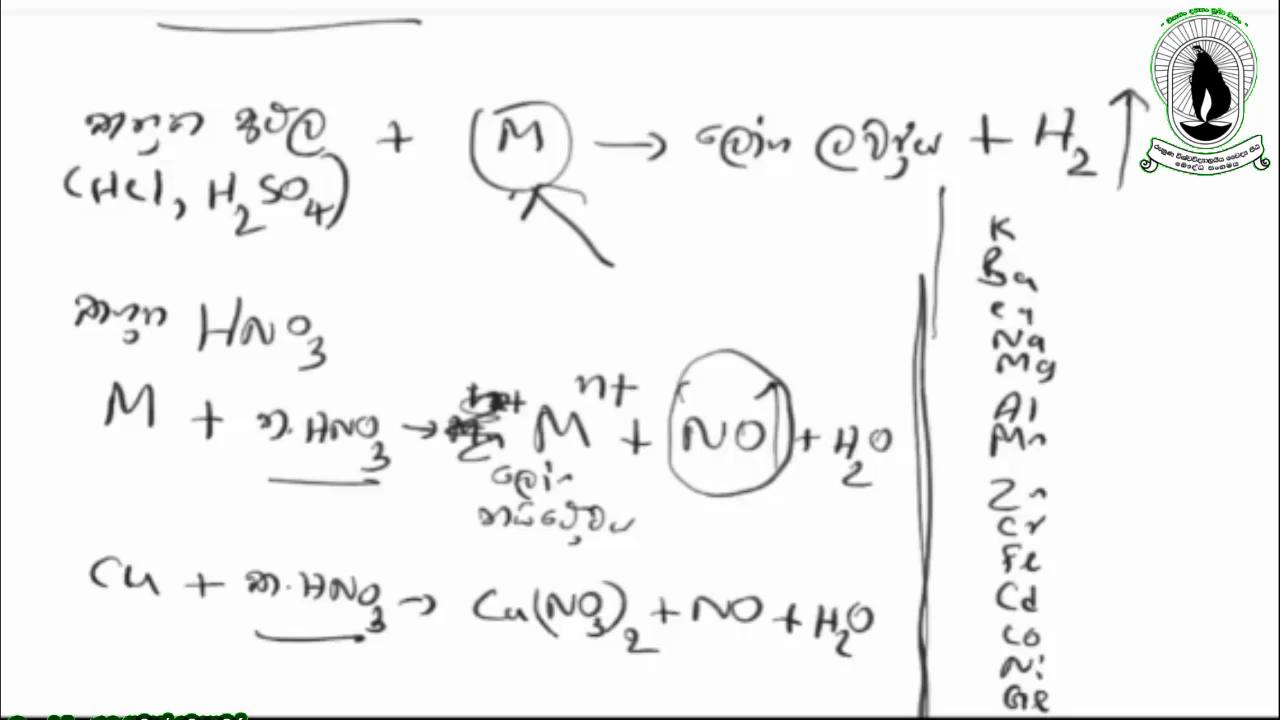 තනුක අම්ල + M → ලෝහ ලවණය + H2 ↑
(HCl, H2SO4)
තනුක HNO3
M + ත. HNO3 → M n+ + NO + H2O
ලෝහ
Cu + ත. HNO3 → Cu(NO3)2 + NO + H2O
K
Ba
Ca
Na
Mg
Al
Mn
Zn
Cr
Fe
Cd
Co
Ni